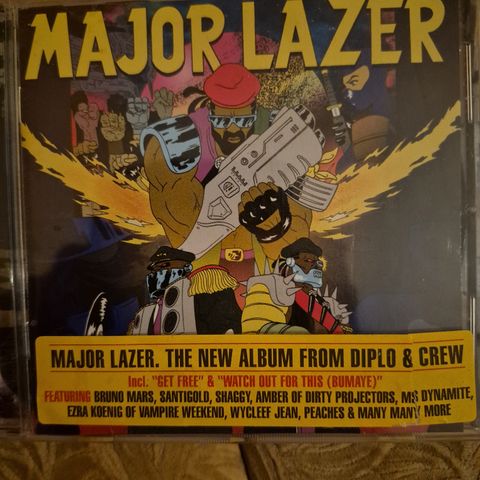 MAJOR LAZER
MAJOR LAZER. THE NEW ALBUM FROM DIPLO & CREW
Incl. "GET FREE" & "WATCH OUT FOR THIS (BUMAYE)"
FEATURING BRUNO MARS, SANTIGOLD, SHAGGY, AMBER OF DIRTY PROJECTORS, MS DYNAMITE,
EZRA KOENIG OF VAMPIRE WEEKEND, WYCLEEF JEAN, PEACHES & MANY MANY MORE